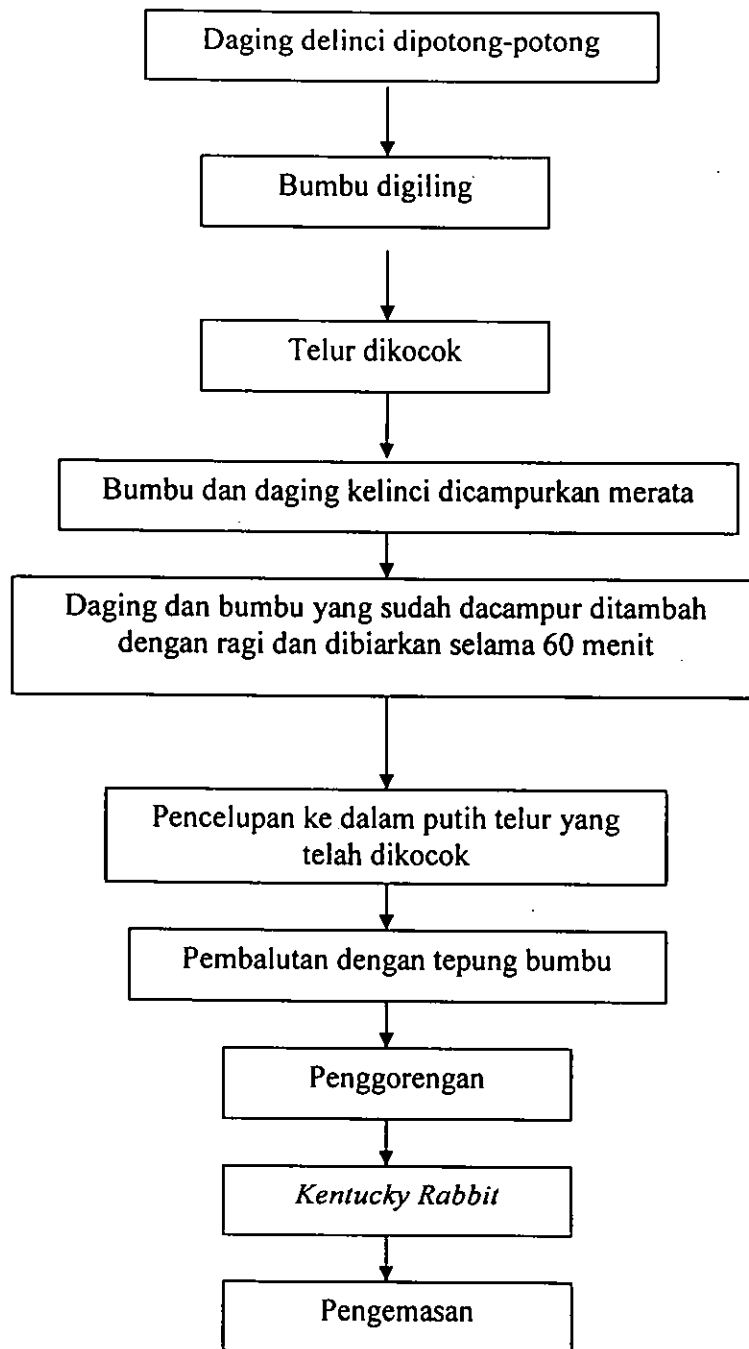 Daging delinci dipotong-potong
Bumbu digiling
Telur dikocok
Bumbu dan daging kelinci dicampurkan merata
Daging dan bumbu yang sudah dacampur ditambah
dengan ragi dan dibiarkan selama 60 menit
Pencelupan ke dalam putih telur yang
telah dikocok
Pembalutan dengan tepung bumbu
Penggorengan
Kentucky Rabbit
Pengemasan